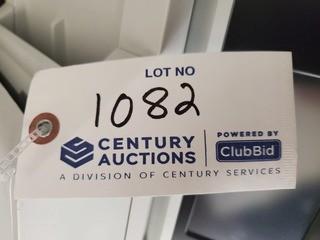 LOT NO
1082
CENTURY AUCTIONS
POWERED BY
ClubBid
A DIVISION OF CENTURY SERVICES